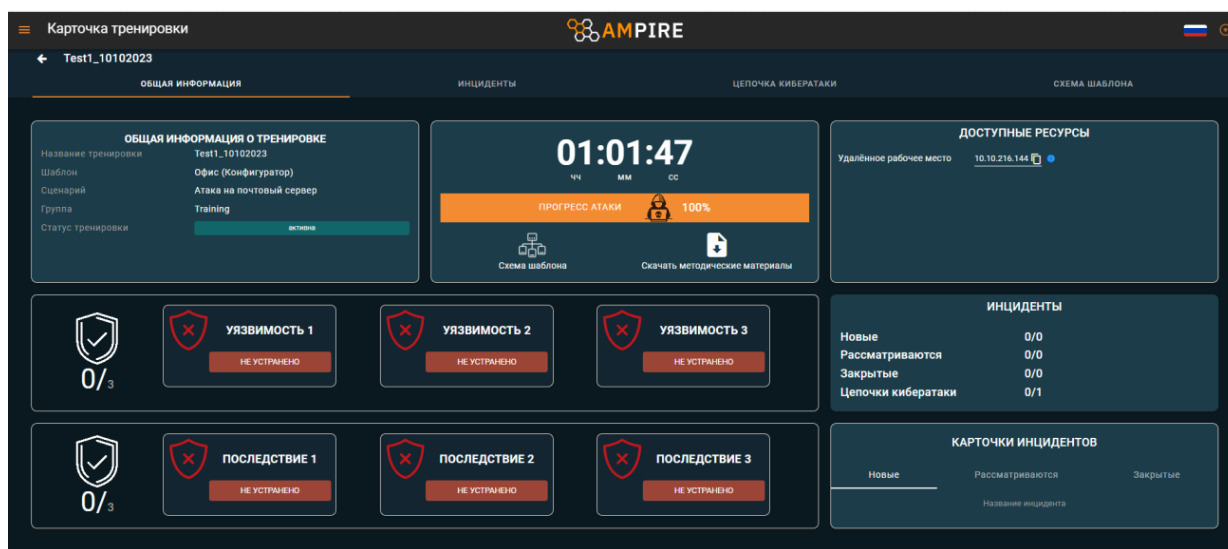 Карточка тренировки
AMPIRE
Test1_10102023
ОБЩАЯ ИНФОРМАЦИЯ
ИНЦИДЕНТЫ
ЦЕПОЧКА КИБЕРАТАКИ
СХЕМА ШАБЛОНА
ОБЩАЯ ИНФОРМАЦИЯ О ТРЕНИРОВКЕ
Название тренировки Test1_10102023
Шаблон Офис (Конфигуратор)
Сценарий Атака на почтовый сервер
Группа Training
Статус тренировки активна
01:01:47
чч мм сс
ПРОГРЕСС АТАКИ 100%
Схема шаблона
Скачать методические материалы
ДОСТУПНЫЕ РЕСУРСЫ
Удалённое рабочее место 10.10.216.144
0/3
УЯЗВИМОСТЬ 1
НЕ УСТРАНЕНО
УЯЗВИМОСТЬ 2
НЕ УСТРАНЕНО
УЯЗВИМОСТЬ 3
НЕ УСТРАНЕНО
ИНЦИДЕНТЫ
Новые 0/0
Рассматриваются 0/0
Закрытые 0/0
Цепочки кибератаки 0/1
0/3
ПОСЛЕДСТВИЕ 1
НЕ УСТРАНЕНО
ПОСЛЕДСТВИЕ 2
НЕ УСТРАНЕНО
ПОСЛЕДСТВИЕ 3
НЕ УСТРАНЕНО
КАРТОЧКИ ИНЦИДЕНТОВ
Новые Рассматриваются Закрытые
Название инцидента